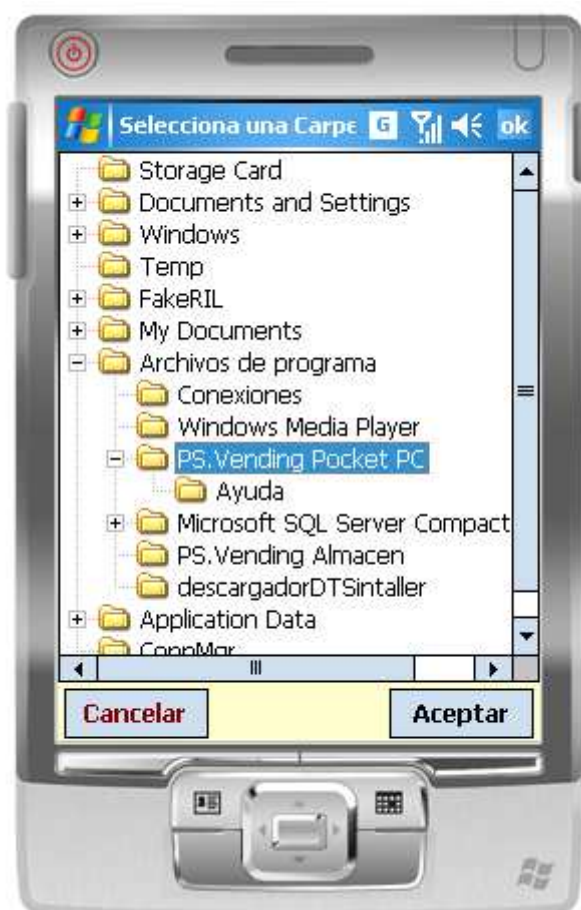 Selecciona una Carpe G ok
Storage Card
Documents and Settings
Windows
Temp
FakeRIL
My Documents
Archivos de programa
Conexiones
Windows Media Player
PS.Vending Pocket PC
Ayuda
Microsoft SQL Server Compact
PS.Vending Almacen
descargadorDTSintaller
Application Data
ConnMgr
Cancelar Aceptar